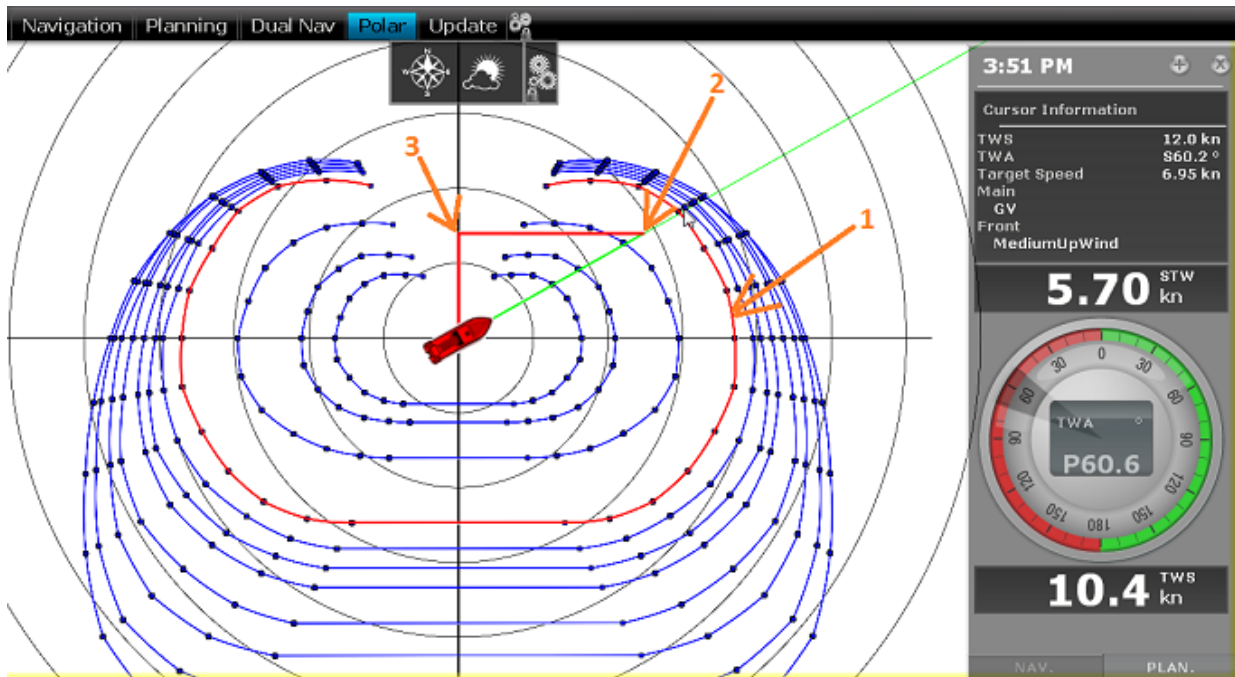 Navigation Planning Dual Nav Polar Update
N
W E
S
3:51 PM
Cursor Information
TWS 12.0 kn
TWA S60.2 °
Target Speed 6.95 kn
Main
GV
Front
MediumUpWind
2
3
1
5.70 STW kn
0
30 30
60 60
90 90
120 120
150 150
180
TWA °
P60.6
10.4 TWS kn
NAV. PLAN.